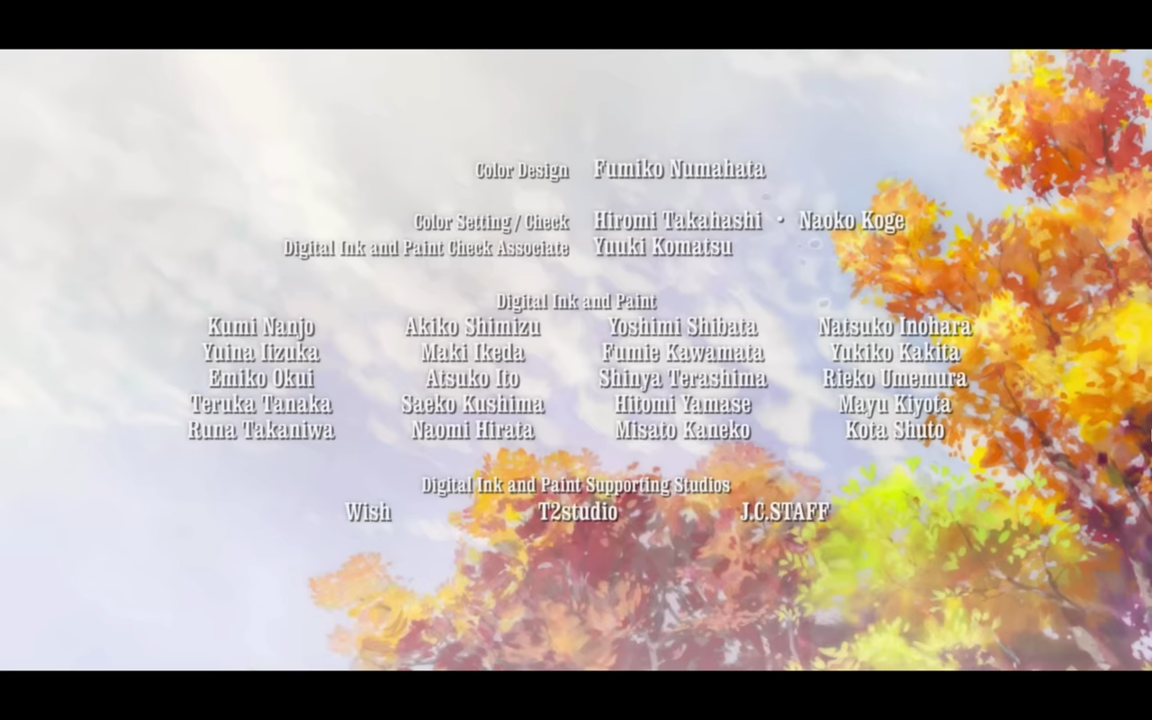 Color Design Fumiko Numahata
Color Setting / Check Hiromi Takahashi ・ Naoko Koge
Digital Ink and Paint Check Associate Yuuki Komatsu
Digital Ink and Paint
Kumi Nanjo Akiko Shimizu Yoshimi Shibata Natsuko Inohara
Yuina Iizuka Maki Ikeda Fumie Kawamata Yukiko Kakita
Emiko Okui Atsuko Ito Shinya Terashima Rieko Umemura
Teruka Tanaka Saeko Kushima Hitomi Yamase Mayu Kiyota
Runa Takaniwa Naomi Hirata Misato Kaneko Kota Shuto
Digital Ink and Paint Supporting Studios
Wish T2studio J.C.STAFF